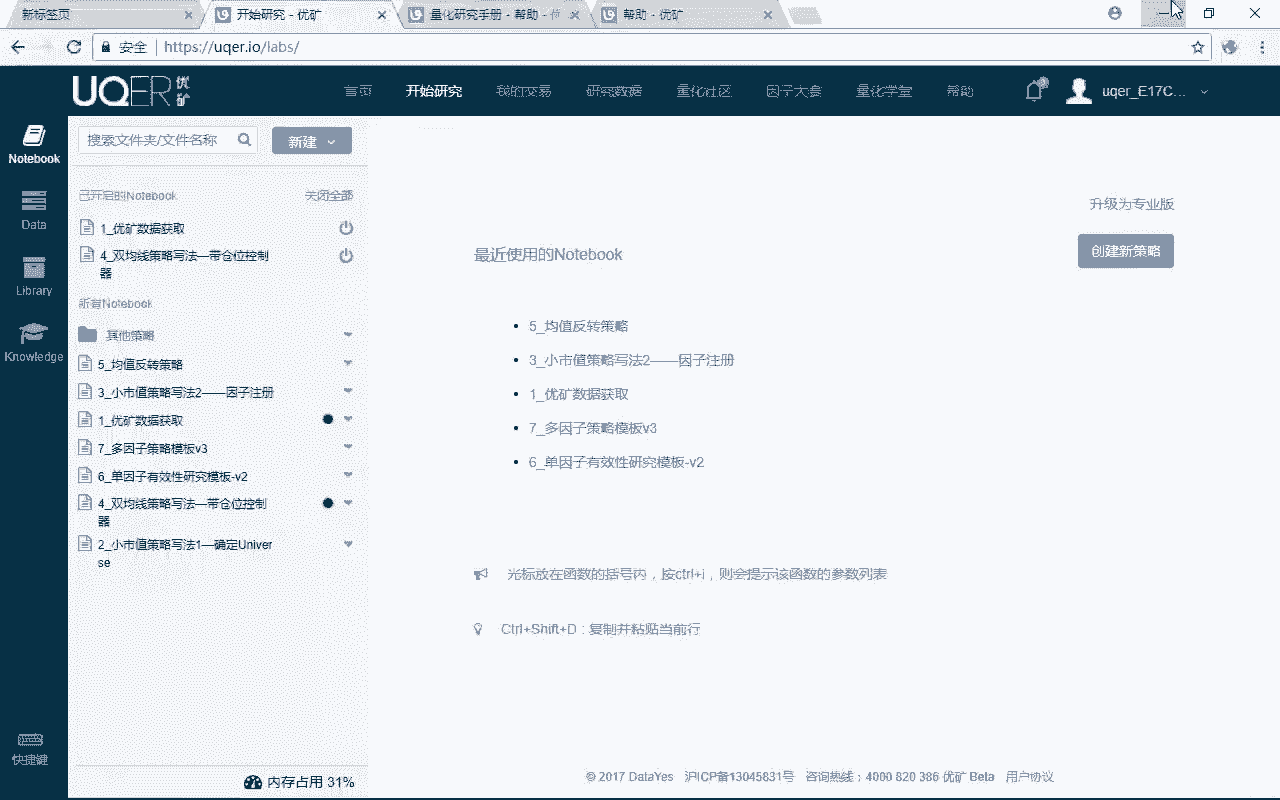 新标签页
开始研究 - 优矿
量化研究手册 - 帮助 - 优
帮助 - 优矿
安全 https://uqer.io/labs/
UQER 优矿
首页 开始研究 我的交易 研究数据 量化社区 因子大赛 量化学堂 帮助
uqer_E17C...
Notebook
Data
Library
Knowledge
快捷键
搜索文件夹/文件名称
新建
已开启的Notebook 关闭全部
1_优矿数据获取
4_双均线策略写法—带仓位控制
器
所有Notebook
其他策略
5_均值反转策略
3_小市值策略写法2——因子注册
1_优矿数据获取
7_多因子策略模板v3
6_单因子有效性研究模板-v2
4_双均线策略写法—带仓位控制
器
2_小市值策略写法1—确定Univer
se
内存占用 31%
升级为专业版
创建新策略
最近使用的Notebook
5_均值反转策略
3_小市值策略写法2——因子注册
1_优矿数据获取
7_多因子策略模板v3
6_单因子有效性研究模板-v2
光标放在函数的括号内，按ctrl+i，则会提示该函数的参数列表
Ctrl+Shift+D : 复制并粘贴当前行
© 2017 DataYes 沪ICP备13045831号 咨询热线：4000 820 386 优矿 Beta 用户协议